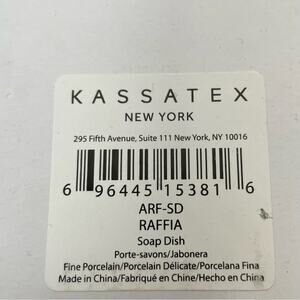 KASSATEX
NEW YORK
295 Fifth Avenue, Suite 111 New York, NY 10016
6 96445 15381 6
ARF-SD
RAFFIA
Soap Dish
Porte-savons/Jabonera
Fine Porcelain/Porcelain Délicate/Porcelana Fina
Made in China/Fabriqué en Chine/Hecho en China